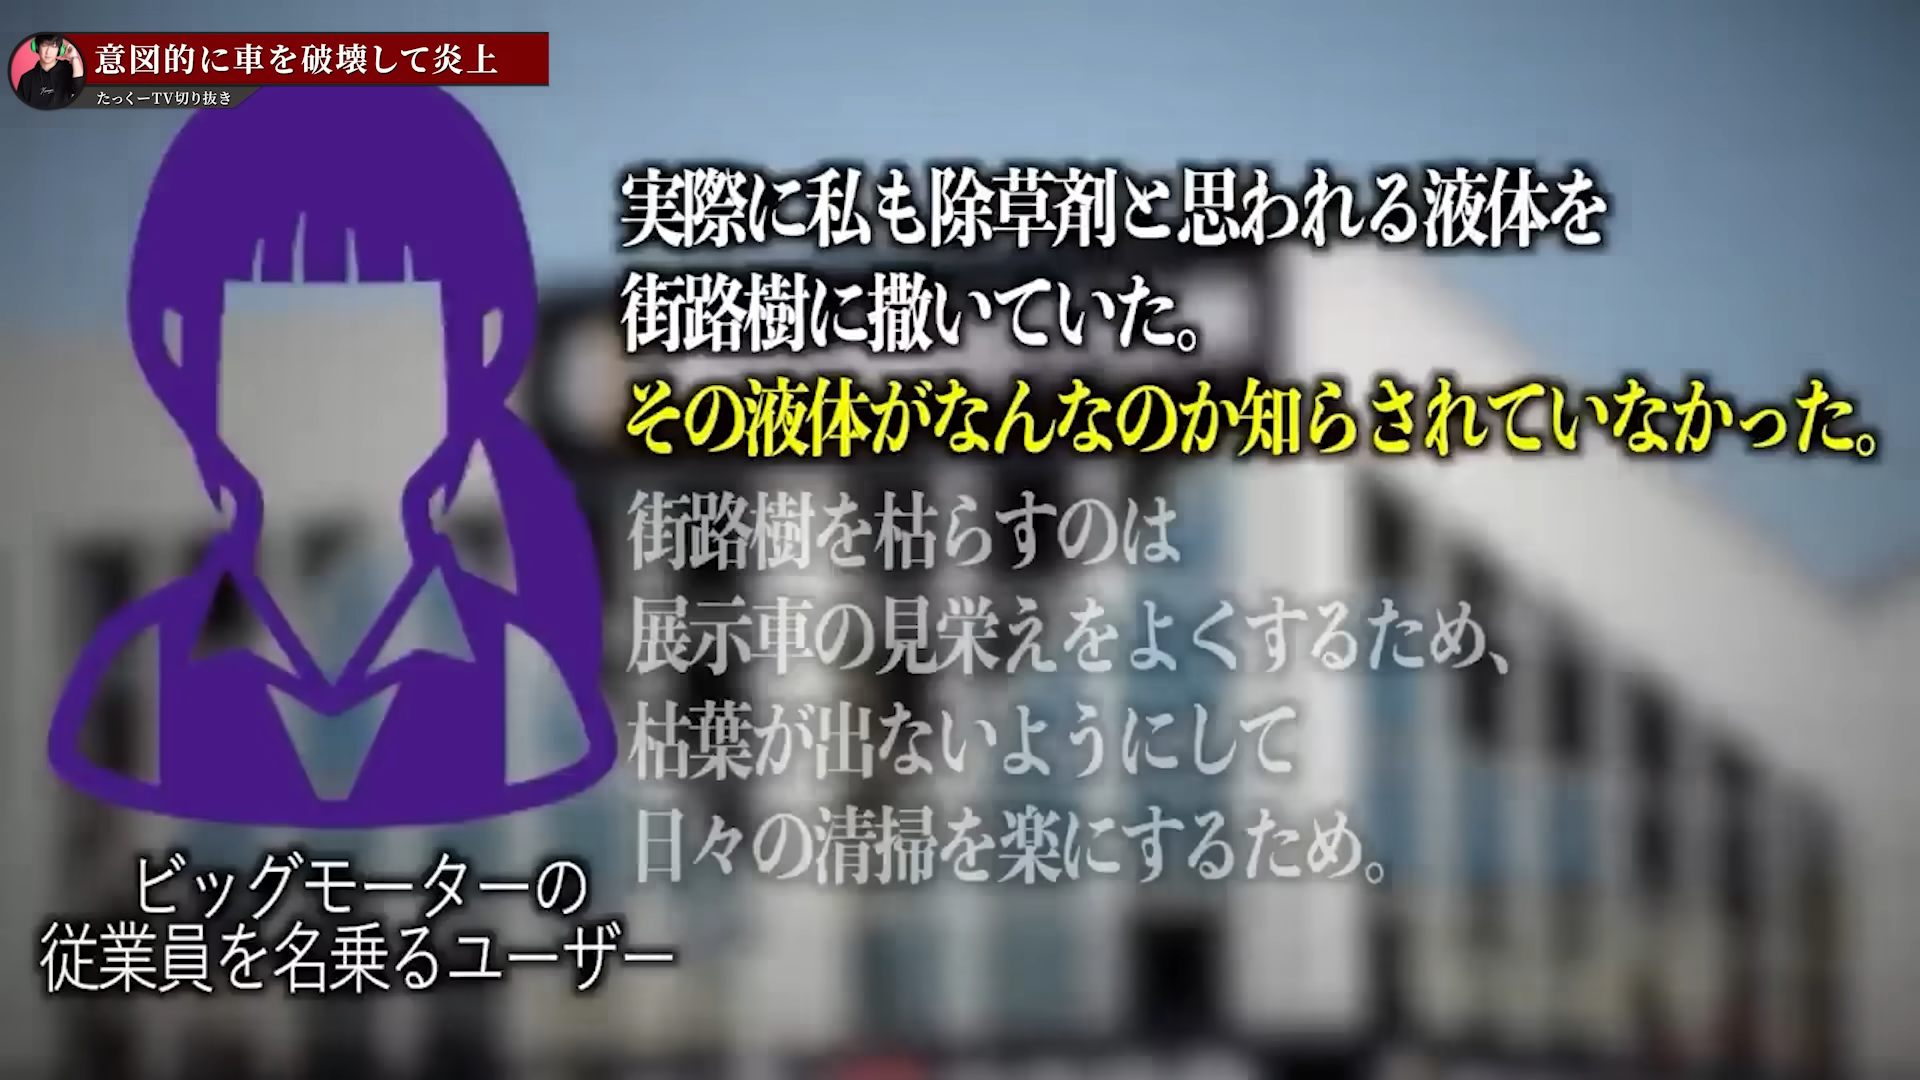 意図的に車を破壊して炎上
たっくーTV切り抜き
実際に私も除草剤と思われる液体を
街路樹に撒いていた。
その液体がなんなのか知らされていなかった。
街路樹を枯らすのは
展示車の見栄えをよくするため、
枯葉が出ないようにして
日々の清掃を楽にするため。
ビッグモーターの
従業員を名乗るユーザー